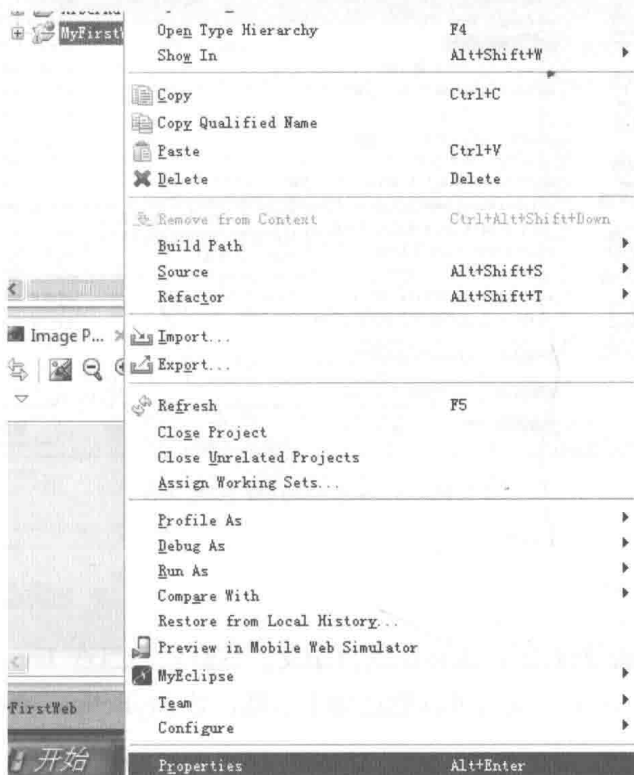 MyFirstW
Open Type Hierarchy F4
Show In Alt+Shift+W
Copy Ctrl+C
Copy Qualified Name
Paste Ctrl+V
Delete Delete
Remove from Context Ctrl+Alt+Shift+Down
Build Path
Source Alt+Shift+S
Refactor Alt+Shift+T
Image P...
Import...
Export...
Refresh F5
Close Project
Close Unrelated Projects
Assign Working Sets...
Profile As
Debug As
Run As
Compare With
Restore from Local History...
Preview in Mobile Web Simulator
MyEclipse
Team
FirstWeb
Configure
开始
Properties Alt+Enter